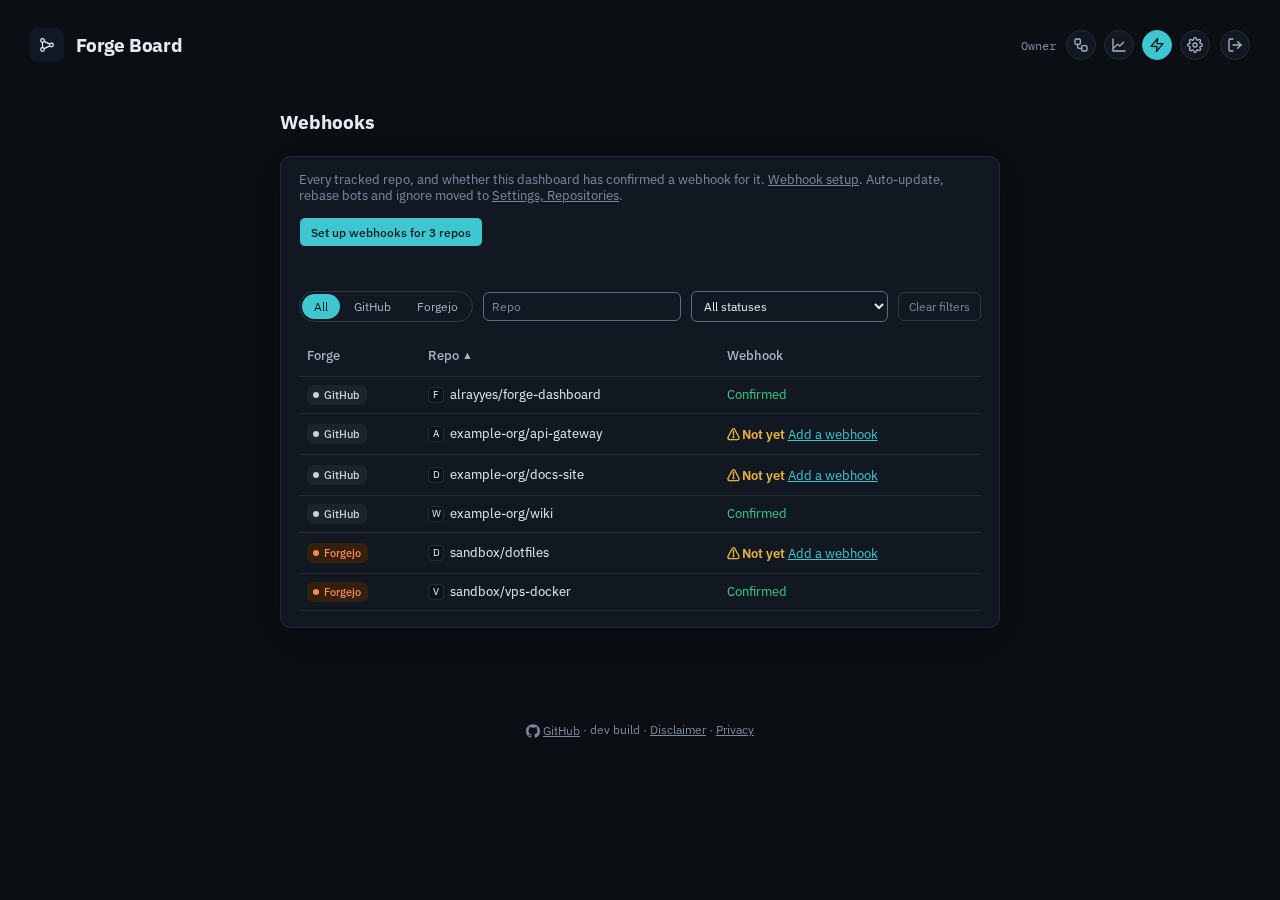 Forge Board
Owner
Webhooks
Every tracked repo, and whether this dashboard has confirmed a webhook for it. Webhook setup. Auto-update,
rebase bots and ignore moved to Settings, Repositories.
Set up webhooks for 3 repos
All GitHub Forgejo Repo All statuses Clear filters
Forge Repo ▲ Webhook
GitHub F alrayyes/forge-dashboard Confirmed
GitHub A example-org/api-gateway Not yet Add a webhook
GitHub D example-org/docs-site Not yet Add a webhook
GitHub W example-org/wiki Confirmed
Forgejo D sandbox/dotfiles Not yet Add a webhook
Forgejo V sandbox/vps-docker Confirmed
GitHub · dev build · Disclaimer · Privacy